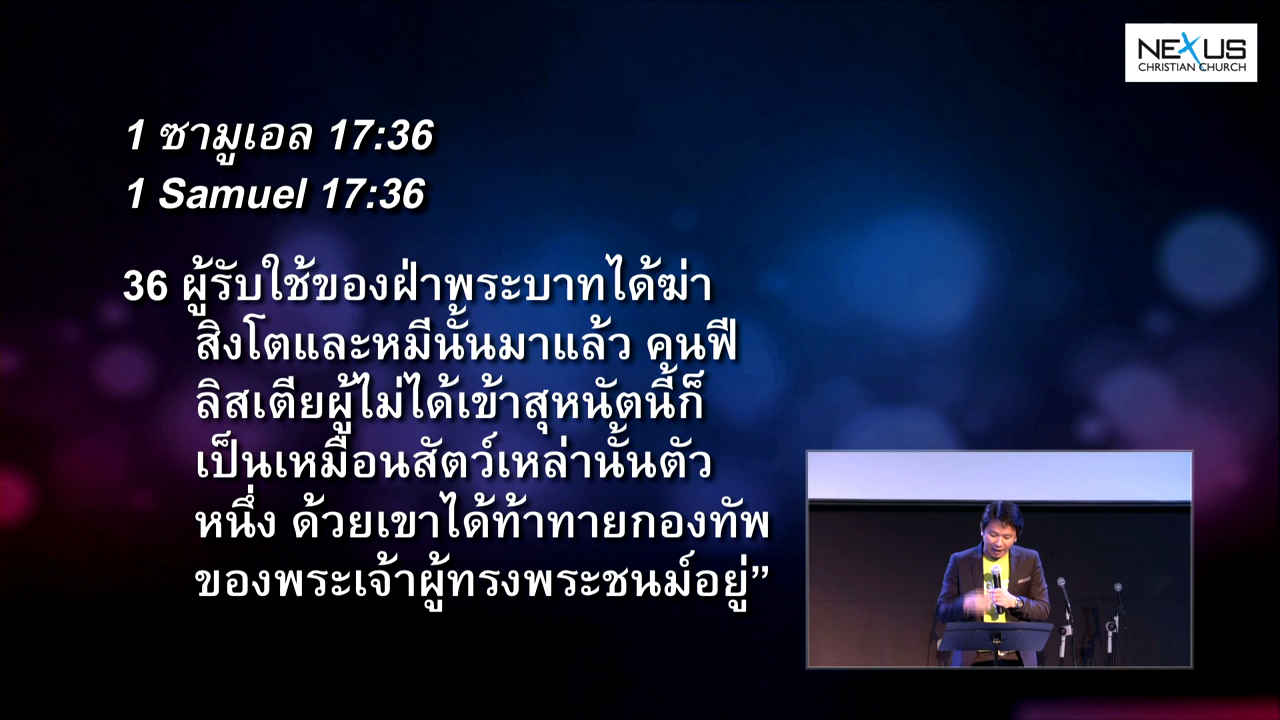 NEXUS
CHRISTIAN CHURCH
1 ซามูเอล 17:36
1 Samuel 17:36
36 ผู้รับใช้ของฝ่าพระบาทได้ฆ่า
สิงโตและหมีนั้นมาแล้ว คนฟี
ลิสเตียผู้ไม่ได้เข้าสุหนัตนี้ก็
เป็นเหมือนสัตว์เหล่านั้นตัว
หนึ่ง ด้วยเขาได้ท้าทายกองทัพ
ของพระเจ้าผู้ทรงพระชนม์อยู่”